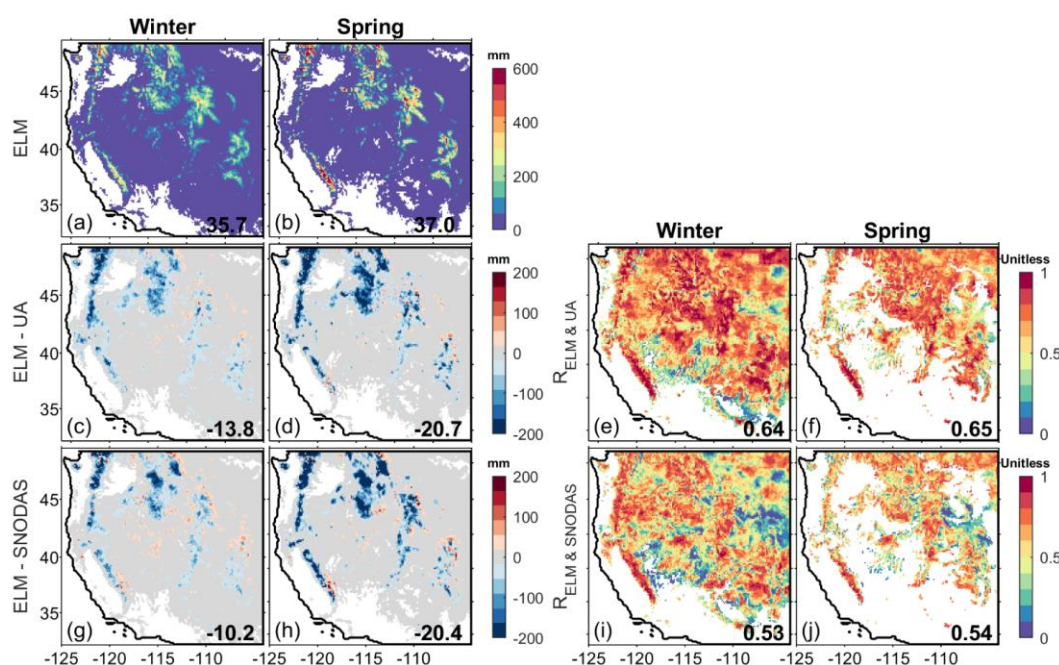 Winter Spring
mm
600
480
360
240
120
0
ELM
45
40
35
(a) 35.7
(b) 37.0
Winter Spring
mm
200
100
0
-100
-200
ELM - UA
45
40
35
(c) -13.8
(d) -20.7
Unitless
1
0.5
0
R ELM & UA
(e) 0.64
(f) 0.65
mm
200
100
0
-100
-200
ELM - SNODAS
45
40
35
(g) -10.2
(h) -20.4
Unitless
1
0.5
0
R ELM & SNODAS
(i) 0.53
(j) 0.54
-125 -120 -115 -110 -125 -120 -115 -110
-125 -120 -115 -110 -125 -120 -115 -110